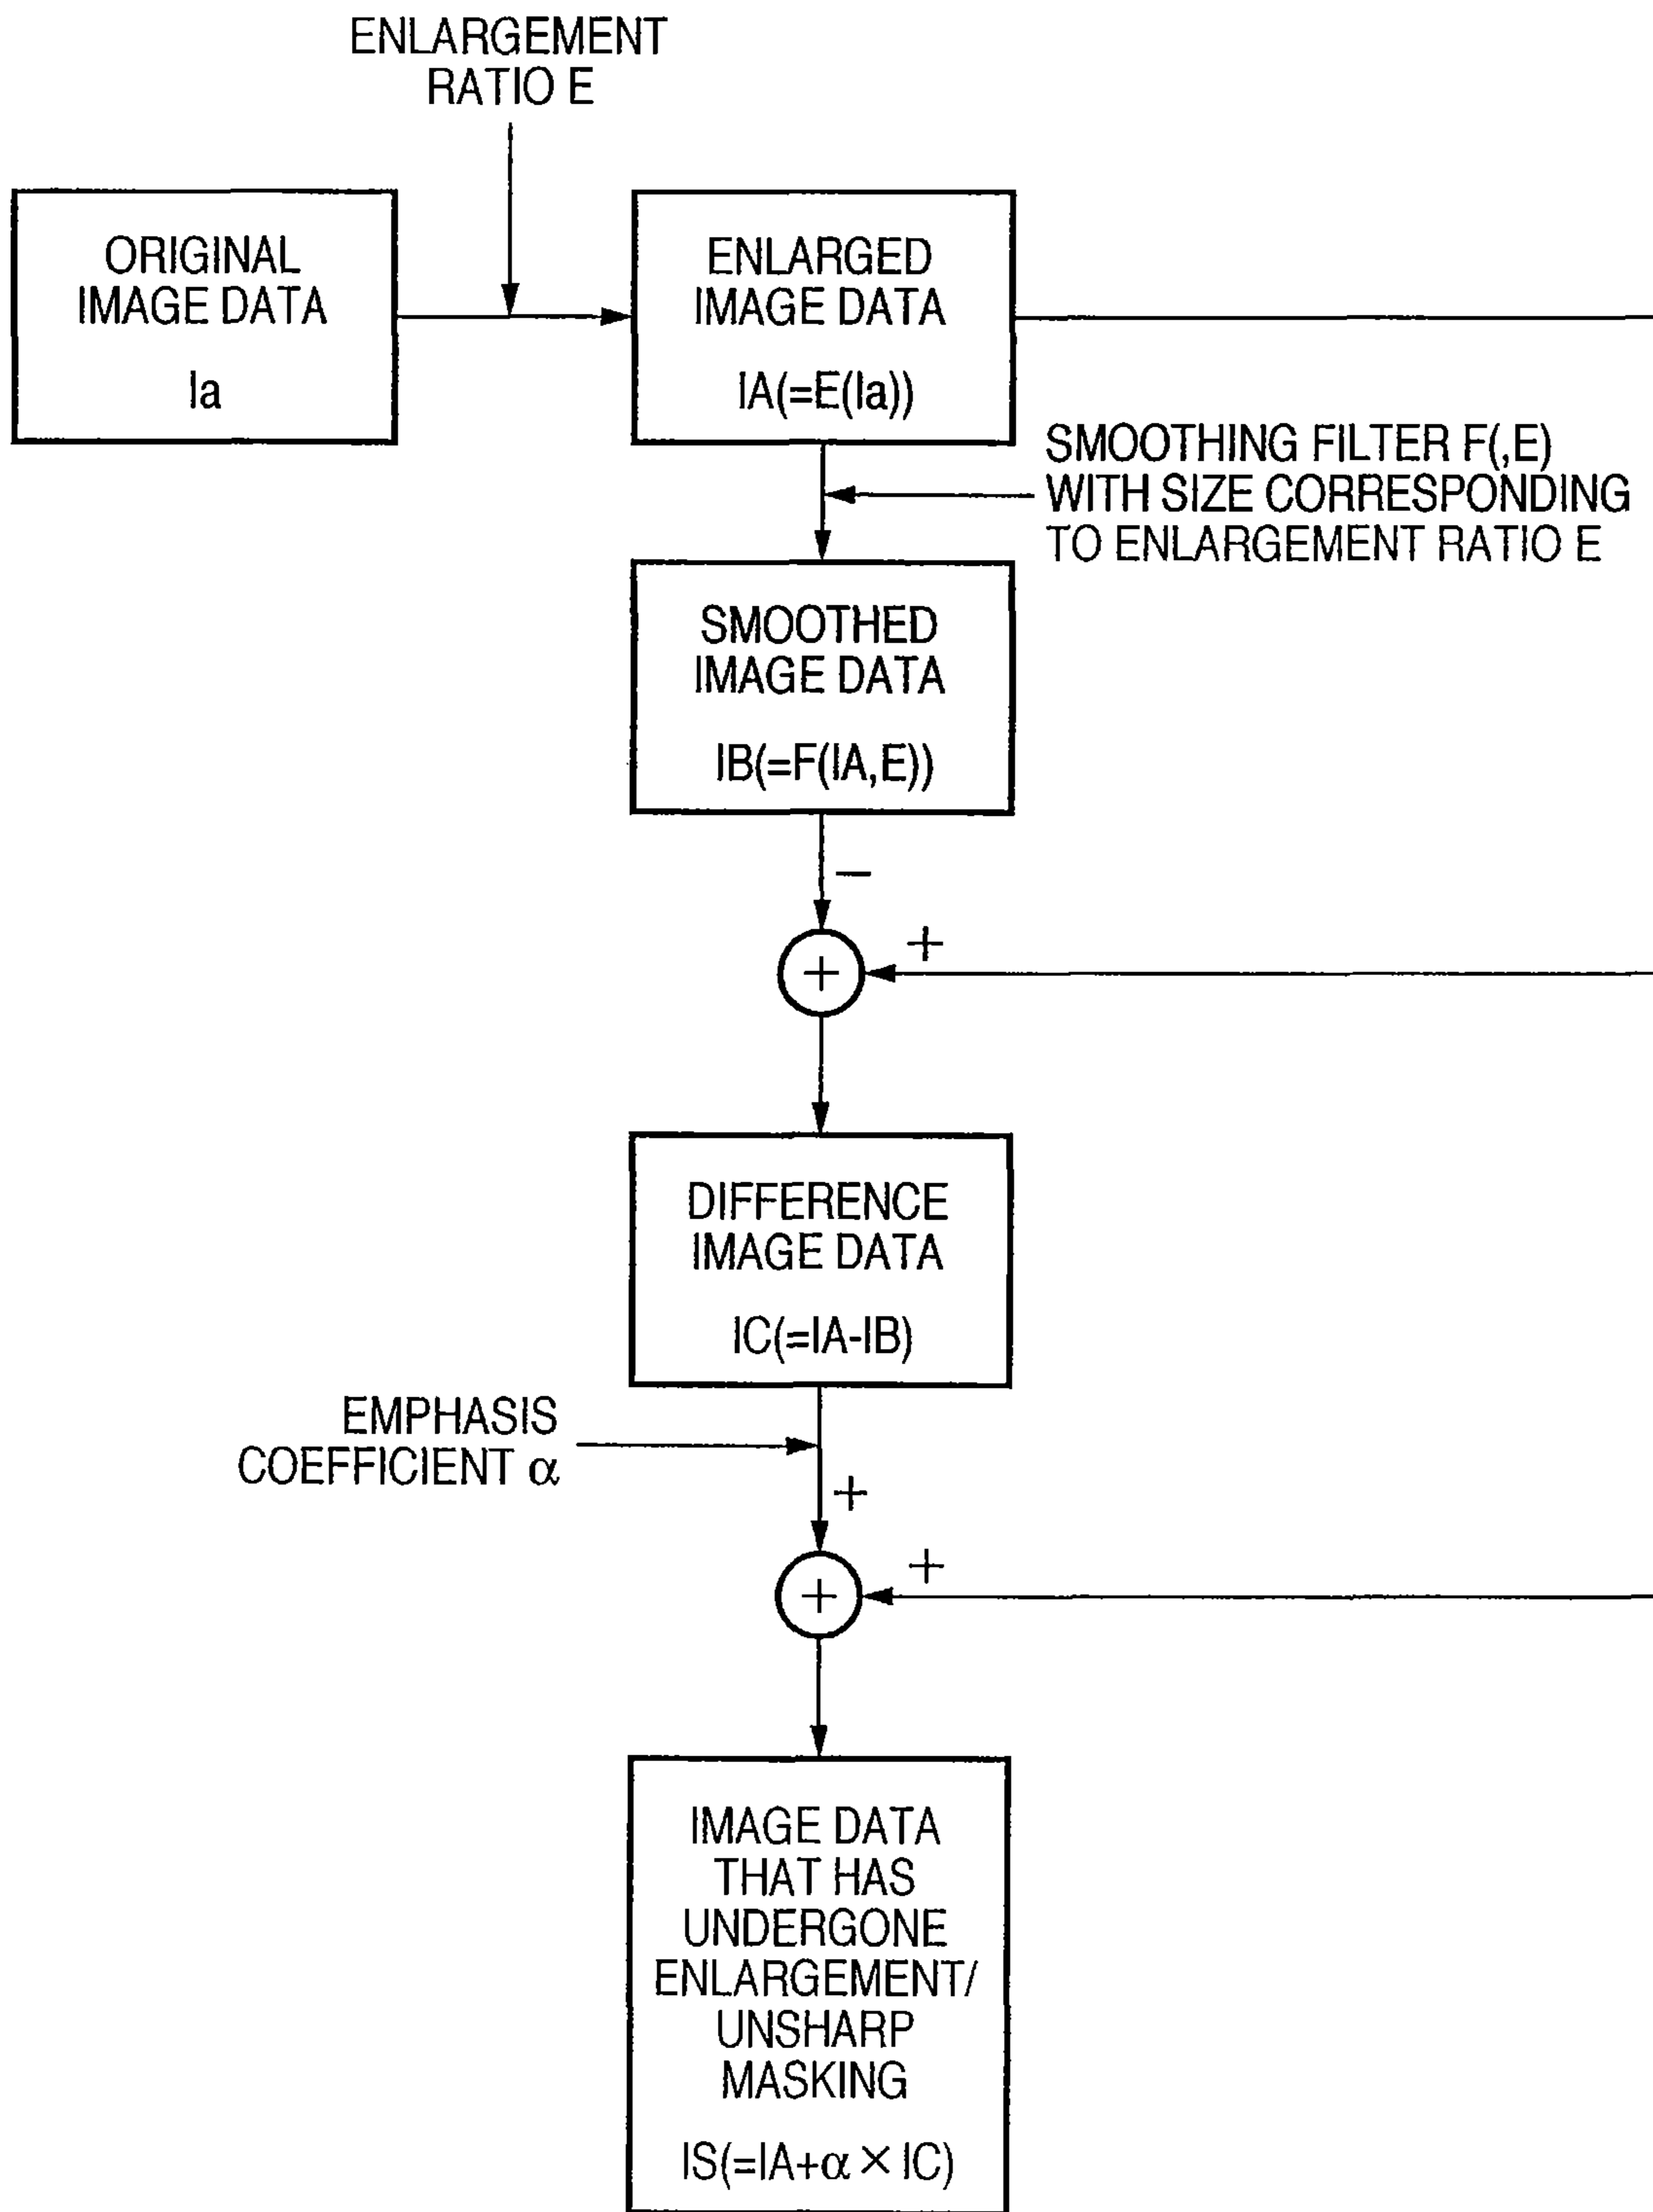 ENLARGEMENT
RATIO E
ORIGINAL
IMAGE DATA
Ia
ENLARGED
IMAGE DATA
IA(=E(Ia))
SMOOTHING FILTER F(,E)
WITH SIZE CORRESPONDING
TO ENLARGEMENT RATIO E
SMOOTHED
IMAGE DATA
IB(=F(IA,E))
−
+
+
DIFFERENCE
IMAGE DATA
IC(=IA-IB)
EMPHASIS
COEFFICIENT α
+
+
+
IMAGE DATA
THAT HAS
UNDERGONE
ENLARGEMENT/
UNSHARP
MASKING
IS(=IA+α × IC)